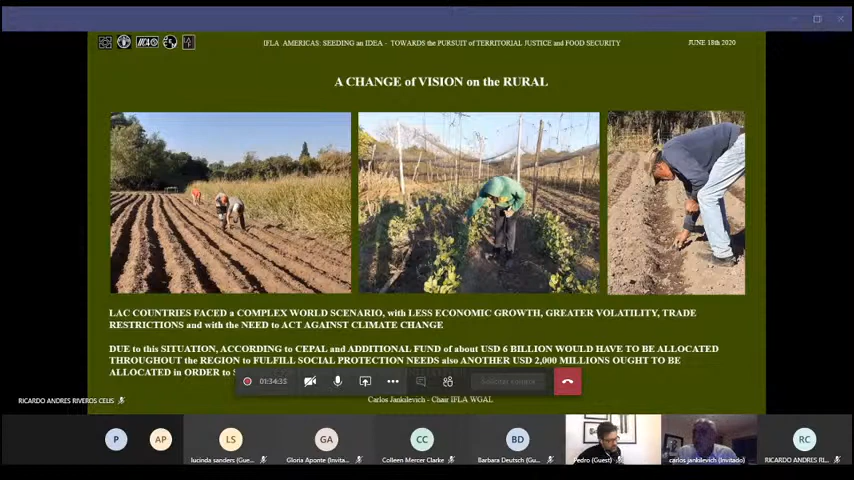 IICA
IFLA AMERICAS: SEEDING an IDEA - TOWARDS the PURSUIT of TERRITORIAL JUSTICE and FOOD SECURITY
JUNE 18th 2020
A CHANGE of VISION on the RURAL
LAC COUNTRIES FACED a COMPLEX WORLD SCENARIO, with LESS ECONOMIC GROWTH, GREATER VOLATILITY, TRADE
RESTRICTIONS and with the NEED to ACT AGAINST CLIMATE CHANGE
DUE to this SITUATION, ACCORDING to CEPAL and ADDITIONAL FUND of about USD 6 BILLION WOULD HAVE to BE ALLOCATED
THROUGHOUT the REGION to FULFILL SOCIAL PROTECTION NEEDS also ANOTHER USD 2,000 MILLIONS OUGHT TO BE
ALLOCATED in ORDER to
01:34:35
RICARDO ANDRES RIVEROS CELIS
Carlos Jankilevich - Chair IFLA WGAL
P
AP
LS
GA
CC
BD
RC
lucinda sanders (Gue...
Gloria Aponte (Invita...
Colleen Mercer Clarke
Barbara Deutsch (Gu...
Pedro (Guest)
carlos jankilevich (Invitado)
RICARDO ANDRES RI...